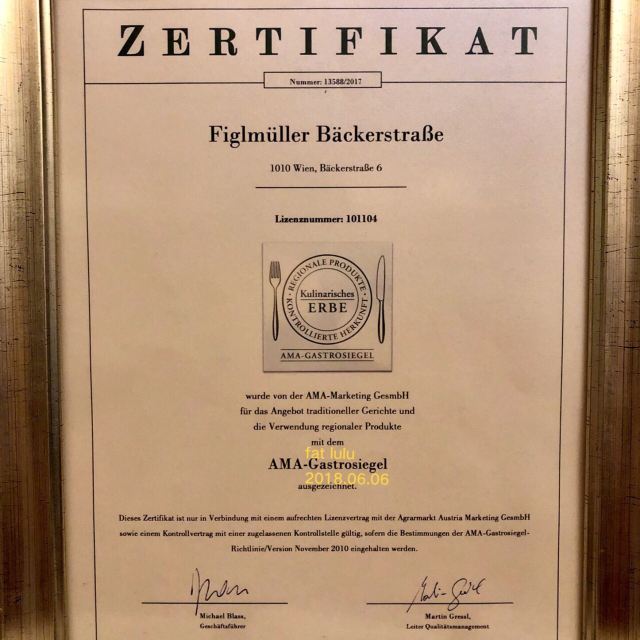 ZERTIFIKAT
Nummer: 13588/2017
Figlmüller Bäckerstraße
1010 Wien, Bäckerstraße 6
Lizenznummer: 101104
REGIONALE PRODUKTE
Kulinarisches
ERBE
KONTROLLIERTE HERKUNFT
AMA-GASTROSIEGEL
wurde von der AMA-Marketing GesmbH
für das Angebot traditioneller Gerichte und
die Verwendung regionaler Produkte
mit dem
fat lulu
AMA-Gastrosiegel
2018.06.06
ausgezeichnet.
Dieses Zertifikat ist nur in Verbindung mit einem aufrechten Lizenzvertrag mit der Agrarmarkt Austria Marketing GesmbH
sowie einem Kontrollvertrag mit einer zugelassenen Kontrollstelle gültig, sofern die Bestimmungen der AMA-Gastrosiegel-
Richtlinie/Version November 2010 eingehalten werden.
Michael Blass,
Geschäftsführer
Martin Gressl,
Leiter Qualitätsmanagement